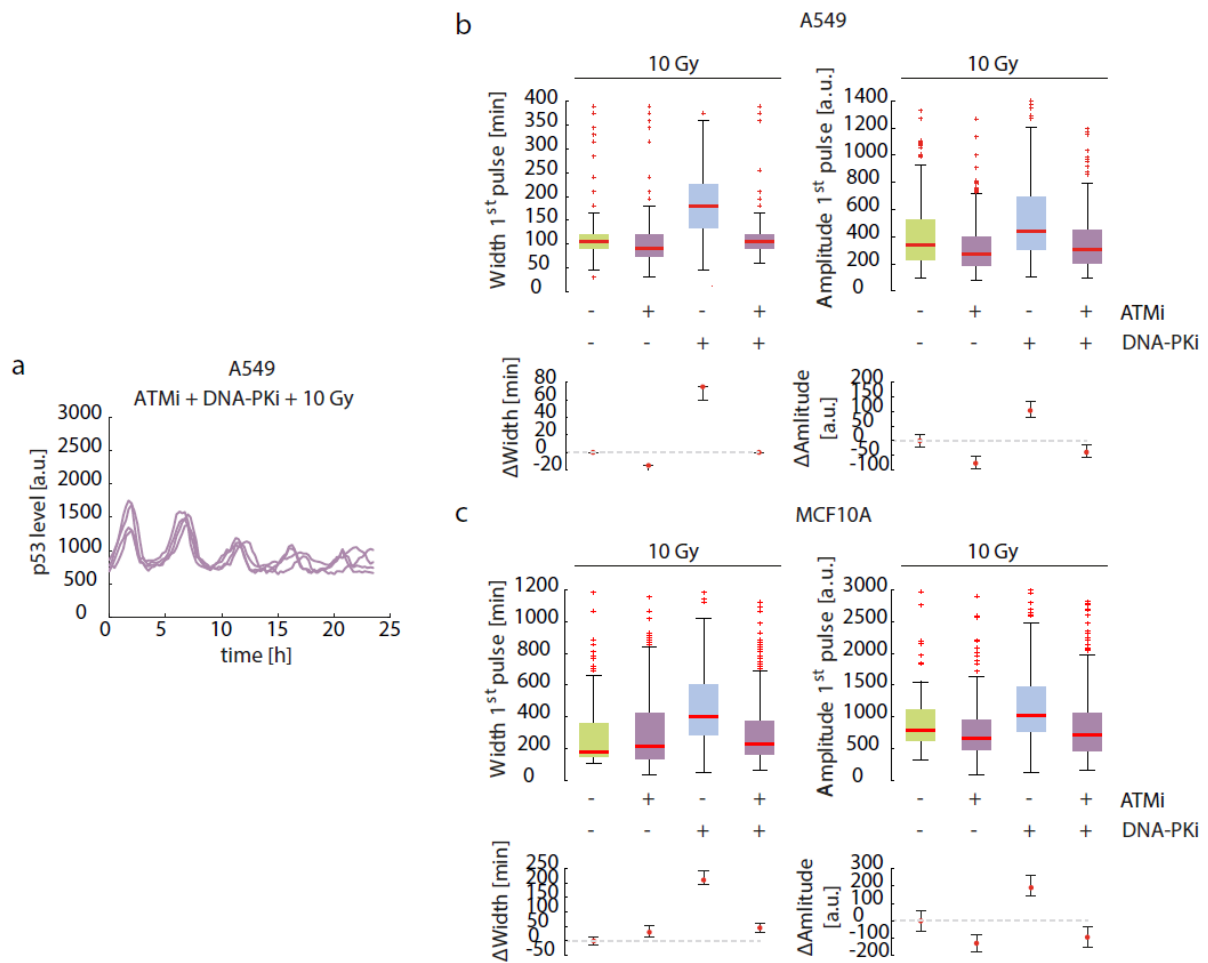 a
A549
ATMi + DNA-PKi + 10 Gy
p53 level [a.u.]
3000
2500
2000
1500
1000
500
0
0 5 10 15 20 25
time [h]
b
A549
10 Gy
Width 1st pulse [min]
400
350
300
250
200
150
100
50
0
10 Gy
Amplitude 1st pulse [a.u.]
1400
1200
1000
800
600
400
200
0
- + - + - + - + ATMi
- - + + - - + + DNA-PKi
ΔWidth [min]
80
60
40
20
0
-20
ΔAmlitude [a.u.]
200
150
100
50
0
-50
-100
c
MCF10A
10 Gy
Width 1st pulse [min]
1200
1000
800
600
400
200
0
10 Gy
Amplitude 1st pulse [a.u.]
3000
2500
2000
1500
1000
500
0
- + - + - + - + ATMi
- - + + - - + + DNA-PKi
ΔWidth [min]
250
200
150
100
50
0
-50
ΔAmlitude [a.u.]
300
200
100
0
-100
-200